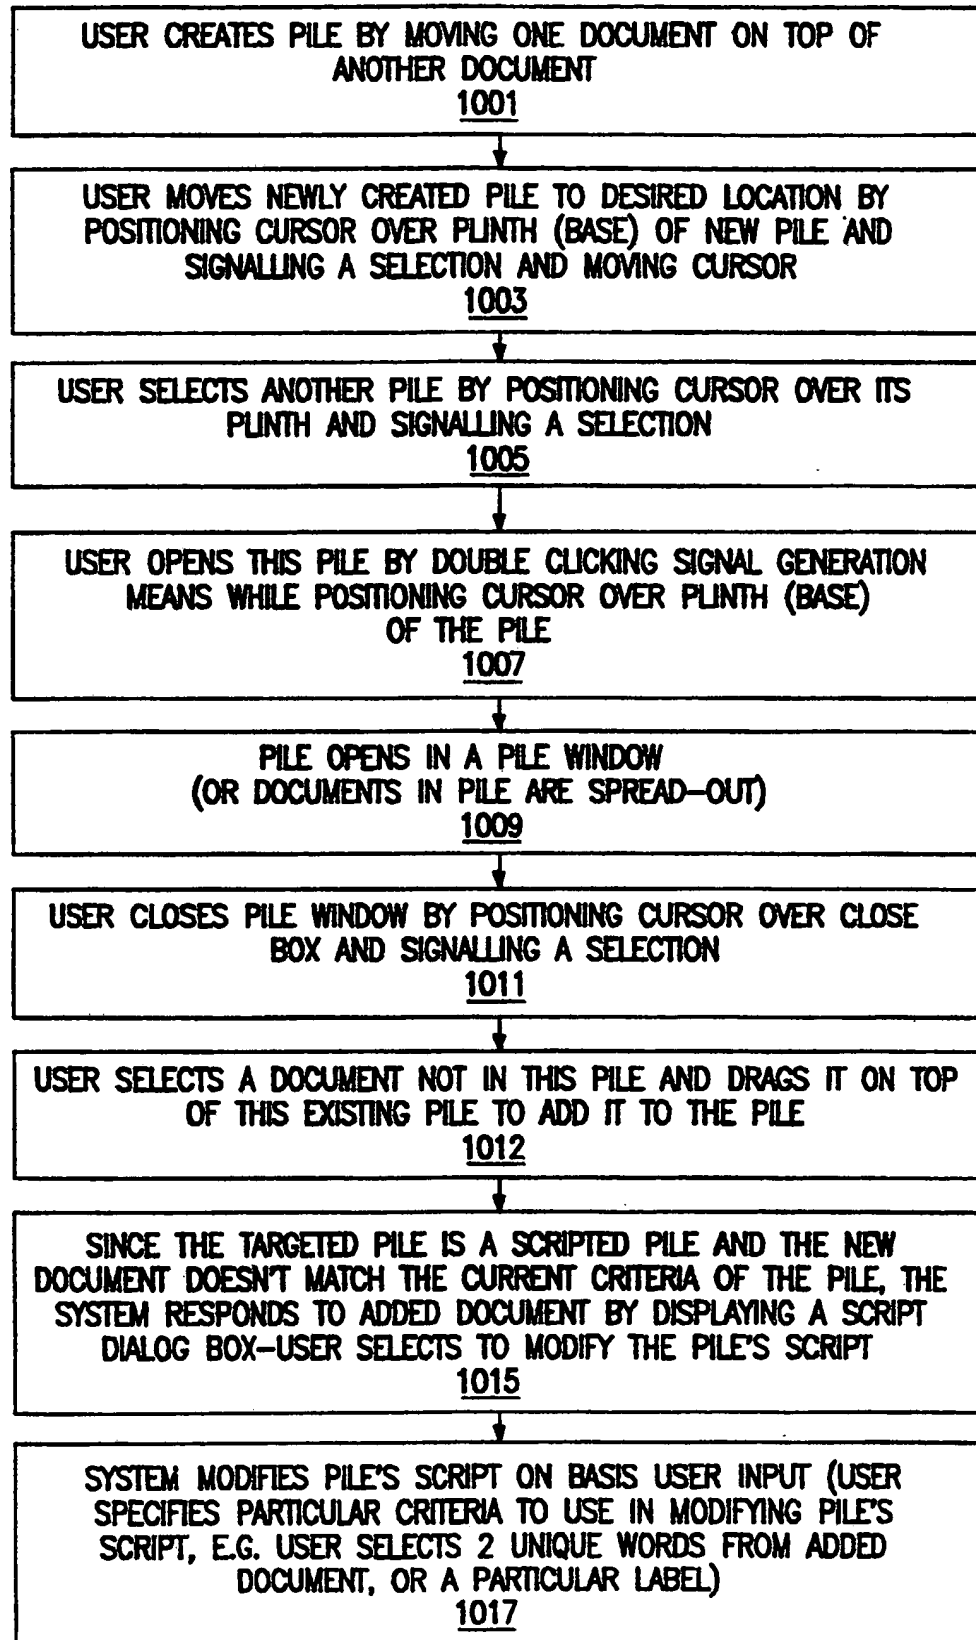 USER CREATES PILE BY MOVING ONE DOCUMENT ON TOP OF
ANOTHER DOCUMENT
1001
USER MOVES NEWLY CREATED PILE TO DESIRED LOCATION BY
POSITIONING CURSOR OVER PLINTH (BASE) OF NEW PILE AND
SIGNALLING A SELECTION AND MOVING CURSOR
1003
USER SELECTS ANOTHER PILE BY POSITIONING CURSOR OVER ITS
PLINTH AND SIGNALLING A SELECTION
1005
USER OPENS THIS PILE BY DOUBLE CLICKING SIGNAL GENERATION
MEANS WHILE POSITIONING CURSOR OVER PLINTH (BASE)
OF THE PILE
1007
PILE OPENS IN A PILE WINDOW
(OR DOCUMENTS IN PILE ARE SPREAD-OUT)
1009
USER CLOSES PILE WINDOW BY POSITIONING CURSOR OVER CLOSE
BOX AND SIGNALLING A SELECTION
1011
USER SELECTS A DOCUMENT NOT IN THIS PILE AND DRAGS IT ON TOP
OF THIS EXISTING PILE TO ADD IT TO THE PILE
1012
SINCE THE TARGETED PILE IS A SCRIPTED PILE AND THE NEW
DOCUMENT DOESN'T MATCH THE CURRENT CRITERIA OF THE PILE, THE
SYSTEM RESPONDS TO ADDED DOCUMENT BY DISPLAYING A SCRIPT
DIALOG BOX-USER SELECTS TO MODIFY THE PILE'S SCRIPT
1015
SYSTEM MODIFIES PILE'S SCRIPT ON BASIS USER INPUT (USER
SPECIFIES PARTICULAR CRITERIA TO USE IN MODIFYING PILE'S
SCRIPT, E.G. USER SELECTS 2 UNIQUE WORDS FROM ADDED
DOCUMENT, OR A PARTICULAR LABEL)
1017